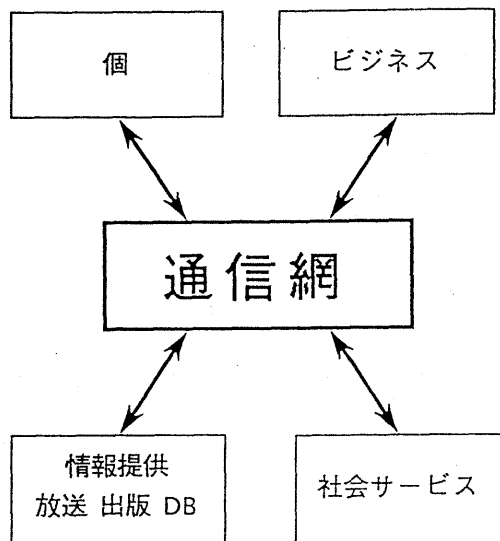 個
ビジネス
通信網
情報提供
放送 出版 DB
社会サービス